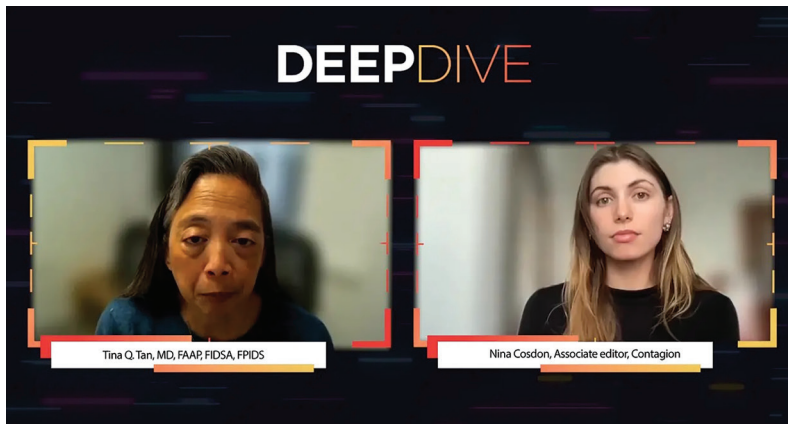 DEEPDIVE
Tina Q. Tan, MD, FAAP, FIDSA, FPIDS
Nina Cosdon, Associate editor, Contagion